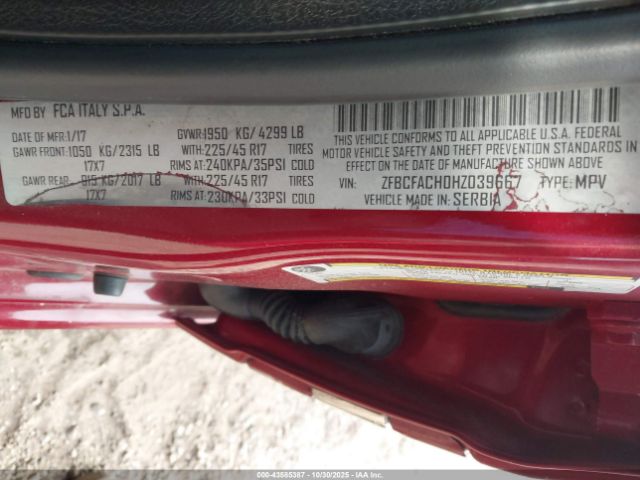 MFD BY FCA ITALY S.P.A.
DATE OF MFR:1/17 GVWR:1950 KG/ 4299 LB
GAWR FRONT:1050 KG/2315 LB WITH:225/45 R17 TIRES
17X7 RIMS AT:240KPA/35PSI COLD
GAWR REAR: 915 KG/2017 LB WITH:225/45 R17 TIRES
17X7 RIMS AT:230KPA/33PSI COLD
THIS VEHICLE CONFORMS TO ALL APPLICABLE U.S.A. FEDERAL
MOTOR VEHICLE SAFETY AND THEFT PREVENTION STANDARDS
IN EFFECT ON THE DATE OF MANUFACTURE SHOWN ABOVE.
VIN: ZFBCFACH0HZ039667 TYPE: MPV
VEHICLE MADE IN: SERBIA
000-43585387 - 10/30/2025 - IAAI.COM